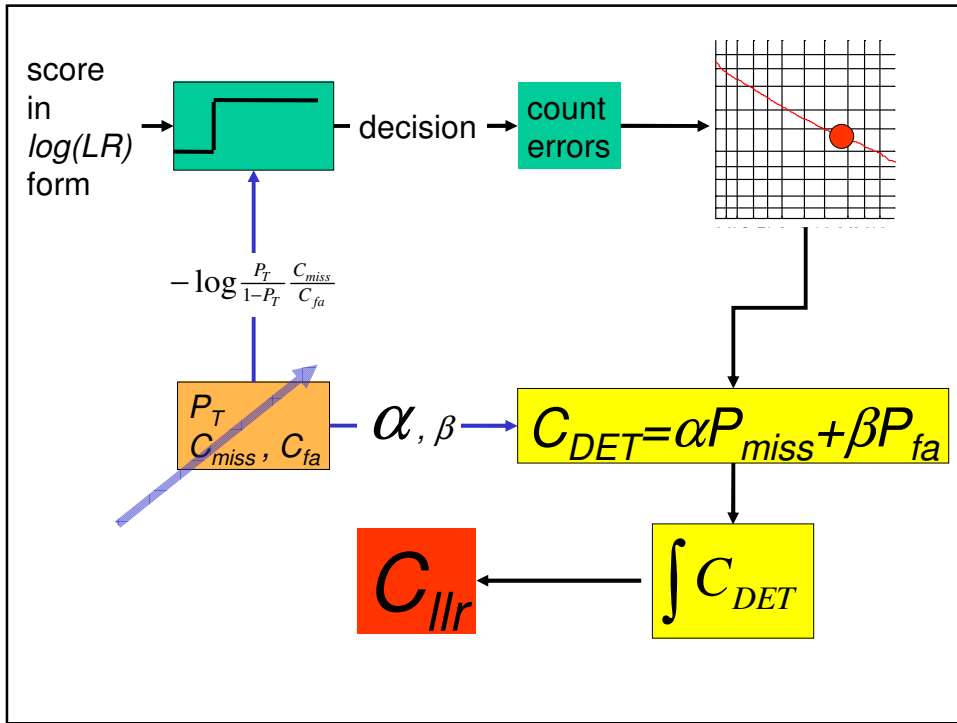 score
in
log(LR)
form
decision
count
errors
−log P_T/(1−P_T) C_miss/C_fa
P_T
C_miss , C_fa
α , β
C_DET=αP_miss+βP_fa
∫ C_DET
C_llr